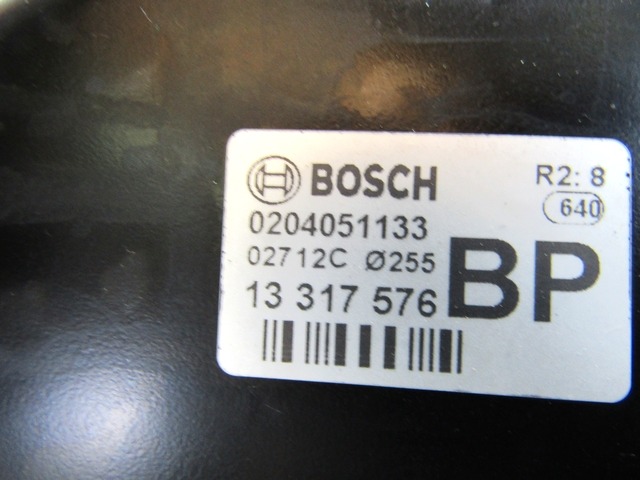 BOSCH R2: 8
640
0204051133
02712C Ø255
13 317 576 BP